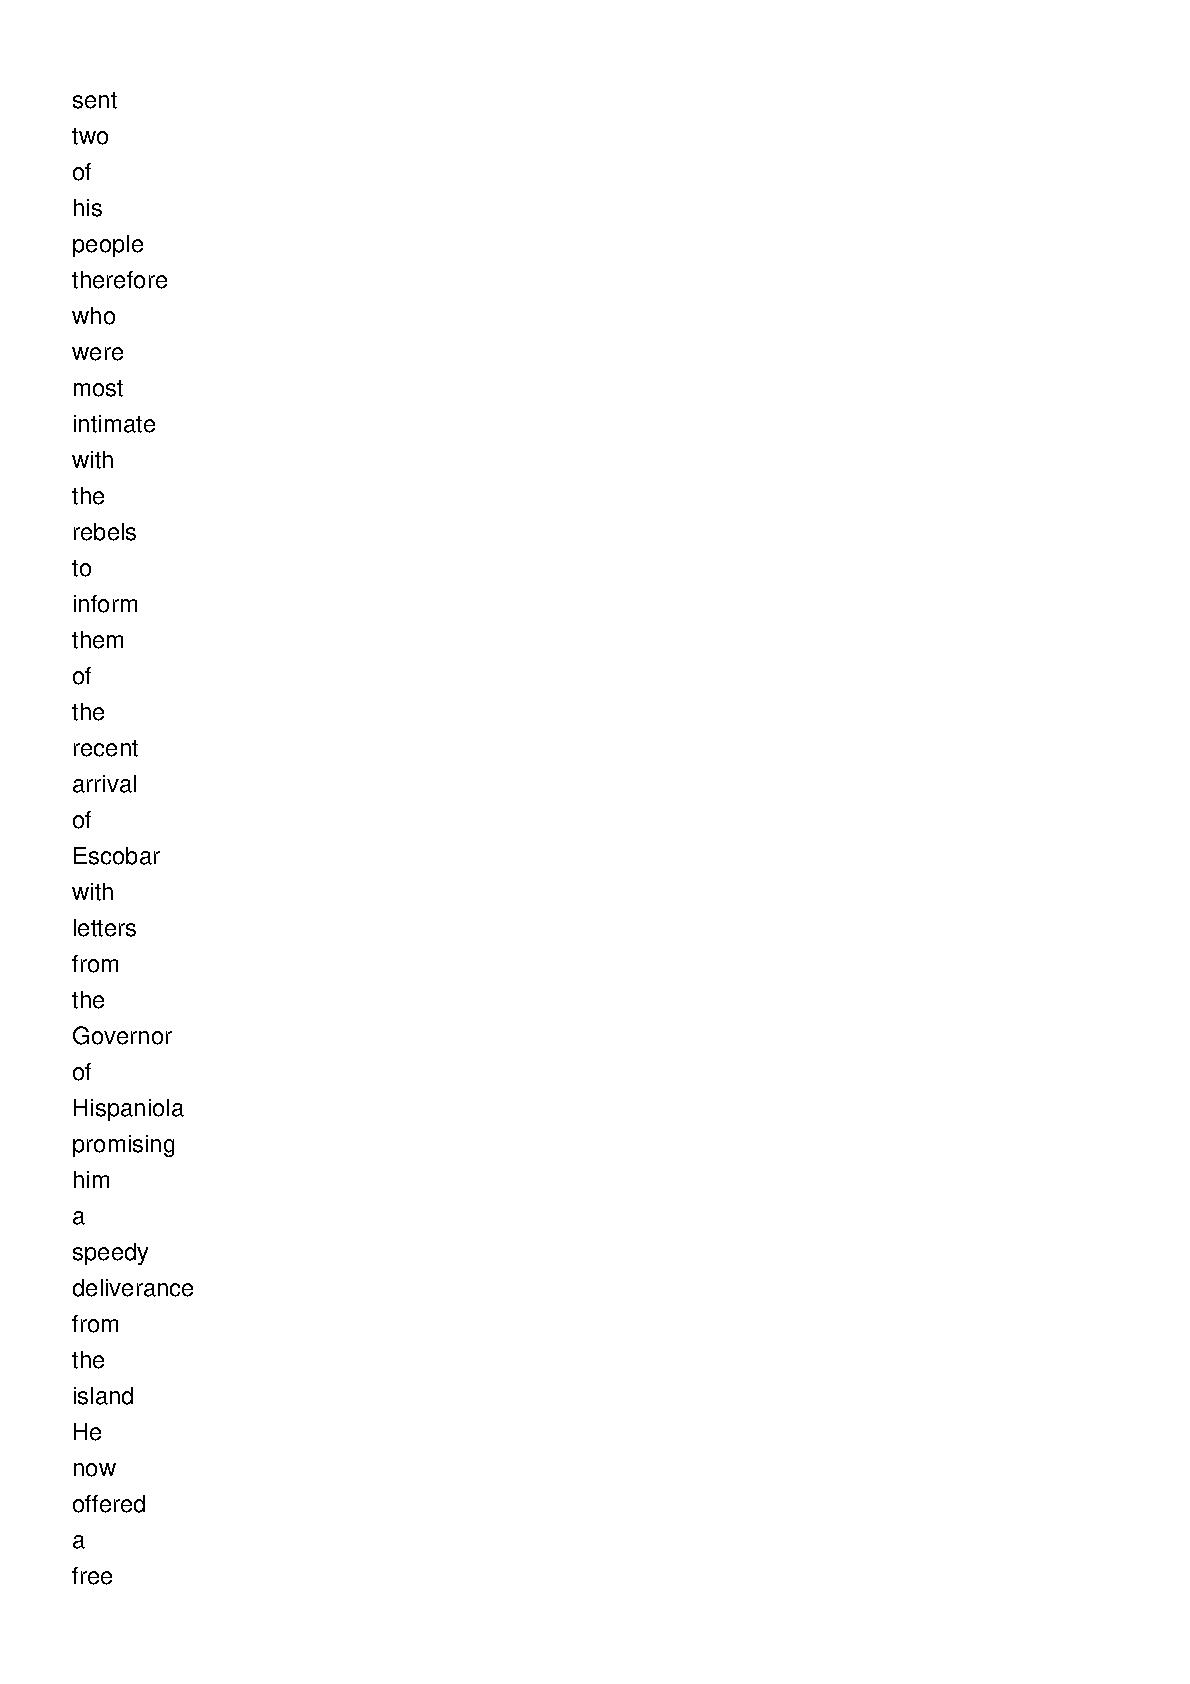 sent
two
of
his
people
therefore
who
were
most
intimate
with
the
rebels
to
inform
them
of
the
recent
arrival
of
Escobar
with
letters
from
the
Governor
of
Hispaniola
promising
him
a
speedy
deliverance
from
the
island
He
now
offered
a
free